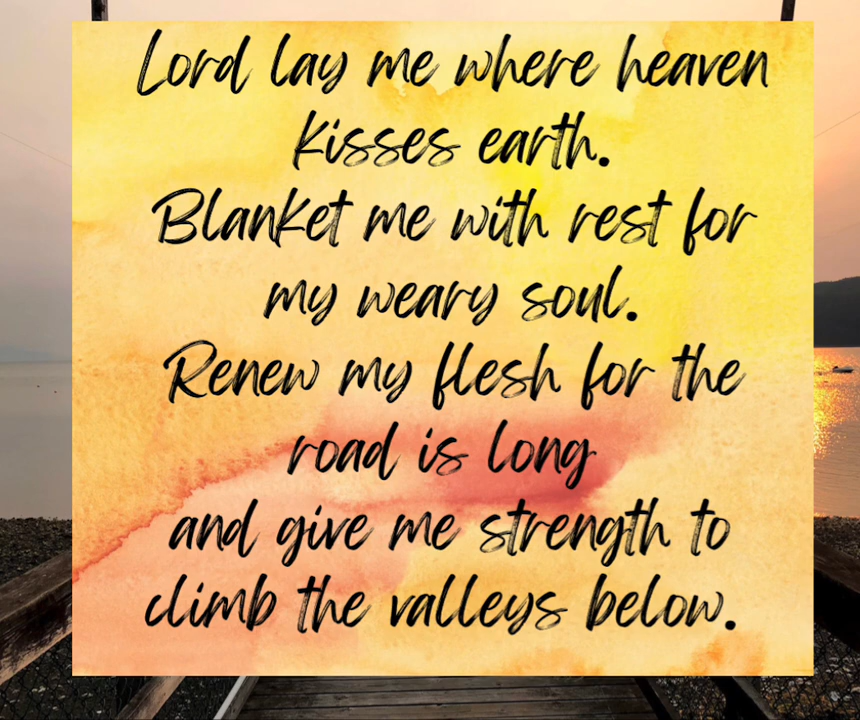 Lord lay me where heaven
kisses earth.
Blanket me with rest for
my weary soul.
Renew my flesh for the
road is long
and give me strength to
climb the valleys below.